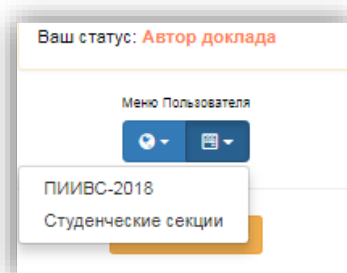 Ваш статус: Автор доклада
Меню Пользователя
ПИИВС-2018
Студенческие секции